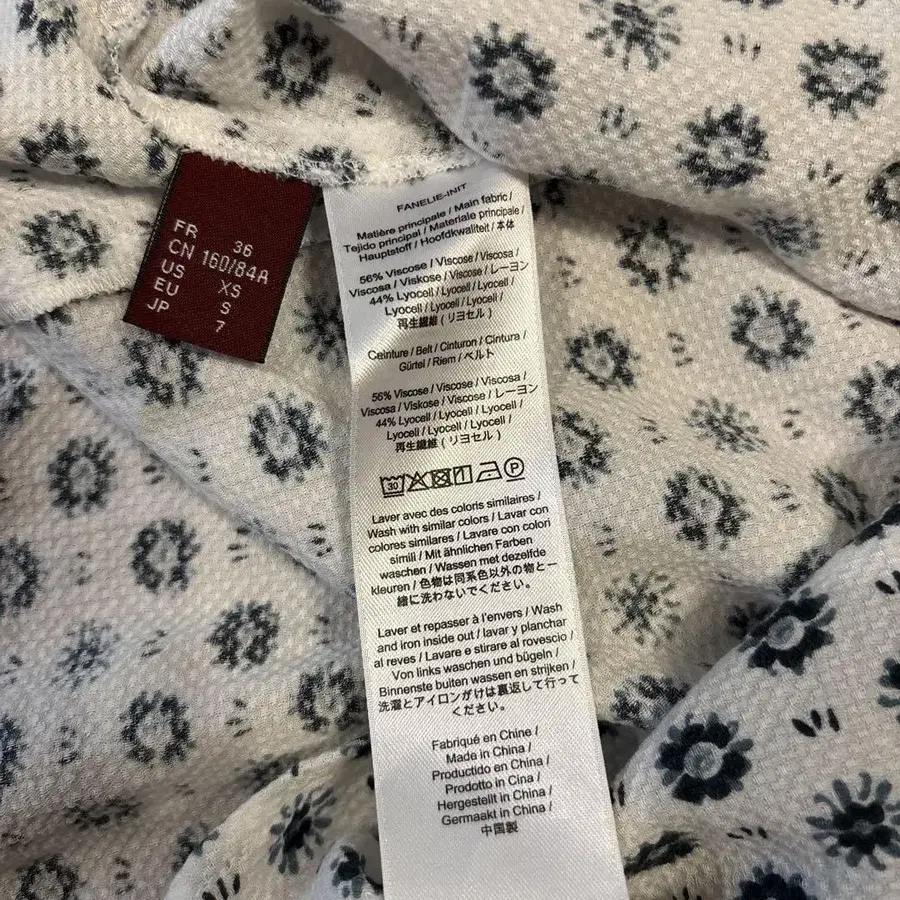 FR 36
CN 160/84A
US XS
EU S
JP 7
FANELIE-INIT
Matière principale / Main fabric /
Tejido principal / Materiale principale /
Hauptstoff / Hoofdkwaliteit / 本体
56% Viscose / Viscose / Viscosa /
Viscosa / Viskose / Viscose / レーヨン
44% Lyocell / Lyocell / Lyocell /
Lyocell / Lyocell / Lyocell /
再生繊維 (リヨセル)
Ceinture / Belt / Cinturon / Cintura /
Gürtel / Riem / ベルト
56% Viscose / Viscose / Viscosa /
Viscosa / Viskose / Viscose / レーヨン
44% Lyocell / Lyocell / Lyocell /
Lyocell / Lyocell / Lyocell /
再生繊維 (リヨセル)
30 P
Laver avec des coloris similaires /
Wash with similar colors / Lavar con
colores similares / Lavare con colori
simili / Mit ähnlichen Farben
waschen / Wassen met dezelfde
kleuren / 色物は同系色以外の物と一
緒に洗わないでください。
Laver et repasser à l'envers / Wash
and iron inside out / lavar y planchar
al reves / Lavare e stirare al rovescio /
Von links waschen und bügeln /
Binnenste buiten wassen en strijken /
洗濯とアイロンがけは裏返して行って
ください。
Fabriqué en Chine /
Made in China /
Producido en China /
Prodotto in Cina /
Hergestellt in China /
Germaakt in China /
中国製